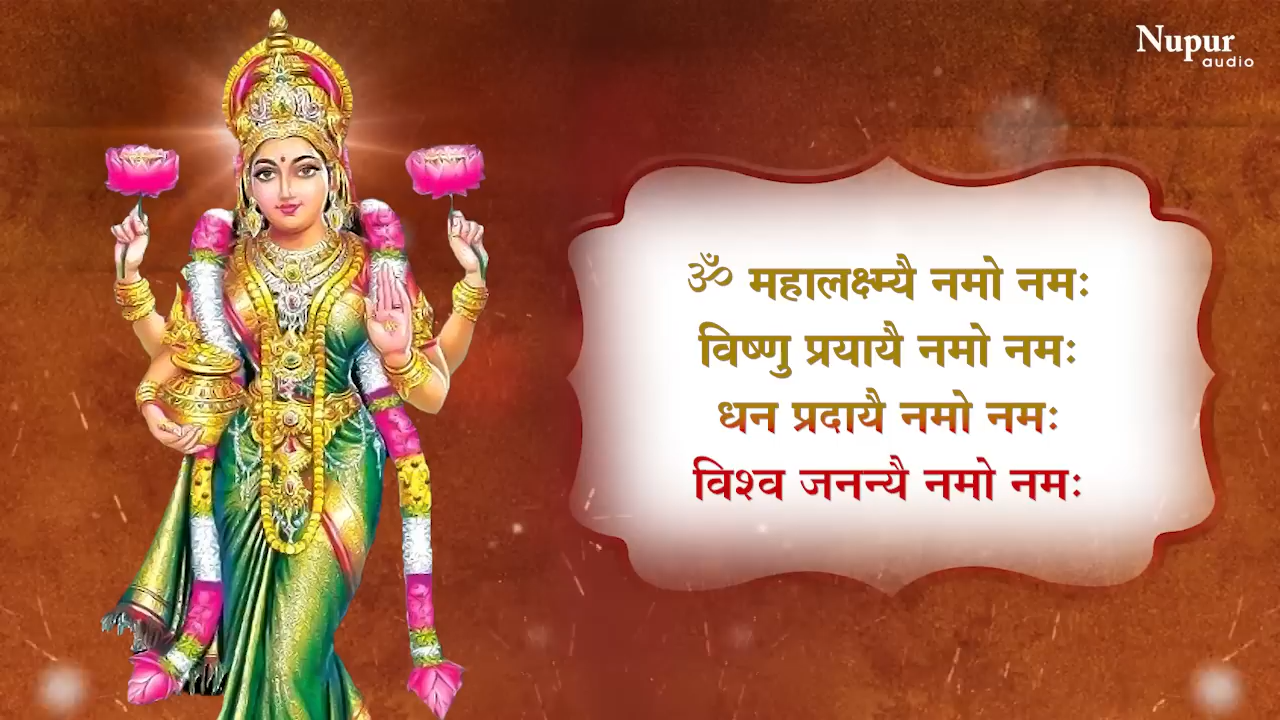 Nupur
audio
ॐ महालक्ष्म्यै नमो नमः
विष्णु प्रयायै नमो नमः
धन प्रदायै नमो नमः
विश्व जनन्यै नमो नमः